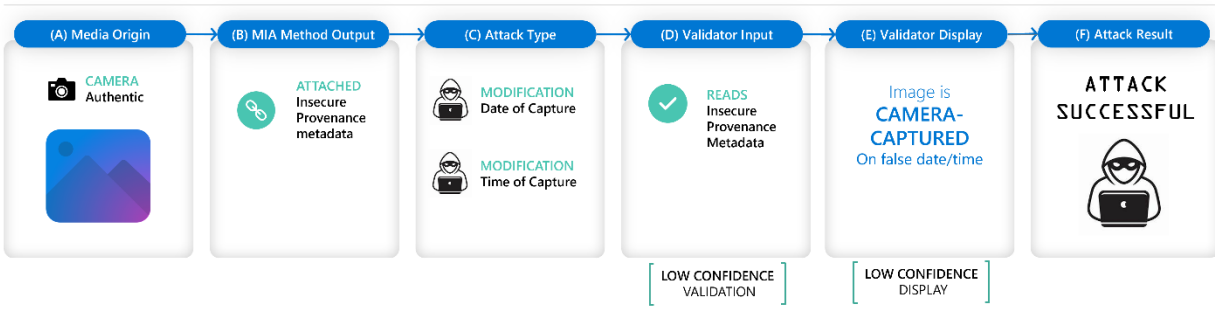 (A) Media Origin
(B) MIA Method Output
(C) Attack Type
(D) Validator Input
(E) Validator Display
(F) Attack Result
CAMERA
Authentic
ATTACHED
Insecure
Provenance
metadata
MODIFICATION
Date of Capture
MODIFICATION
Time of Capture
READS
Insecure
Provenance
Metadata
Image is
CAMERA-
CAPTURED
On false date/time
ATTACK
SUCCESSFUL
LOW CONFIDENCE
VALIDATION
LOW CONFIDENCE
DISPLAY